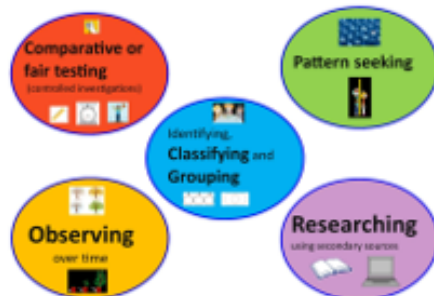 Comparative or
fair testing
(controlled investigations)
Pattern seeking
Identifying,
Classifying and
Grouping
Observing
over time
Researching
using secondary sources